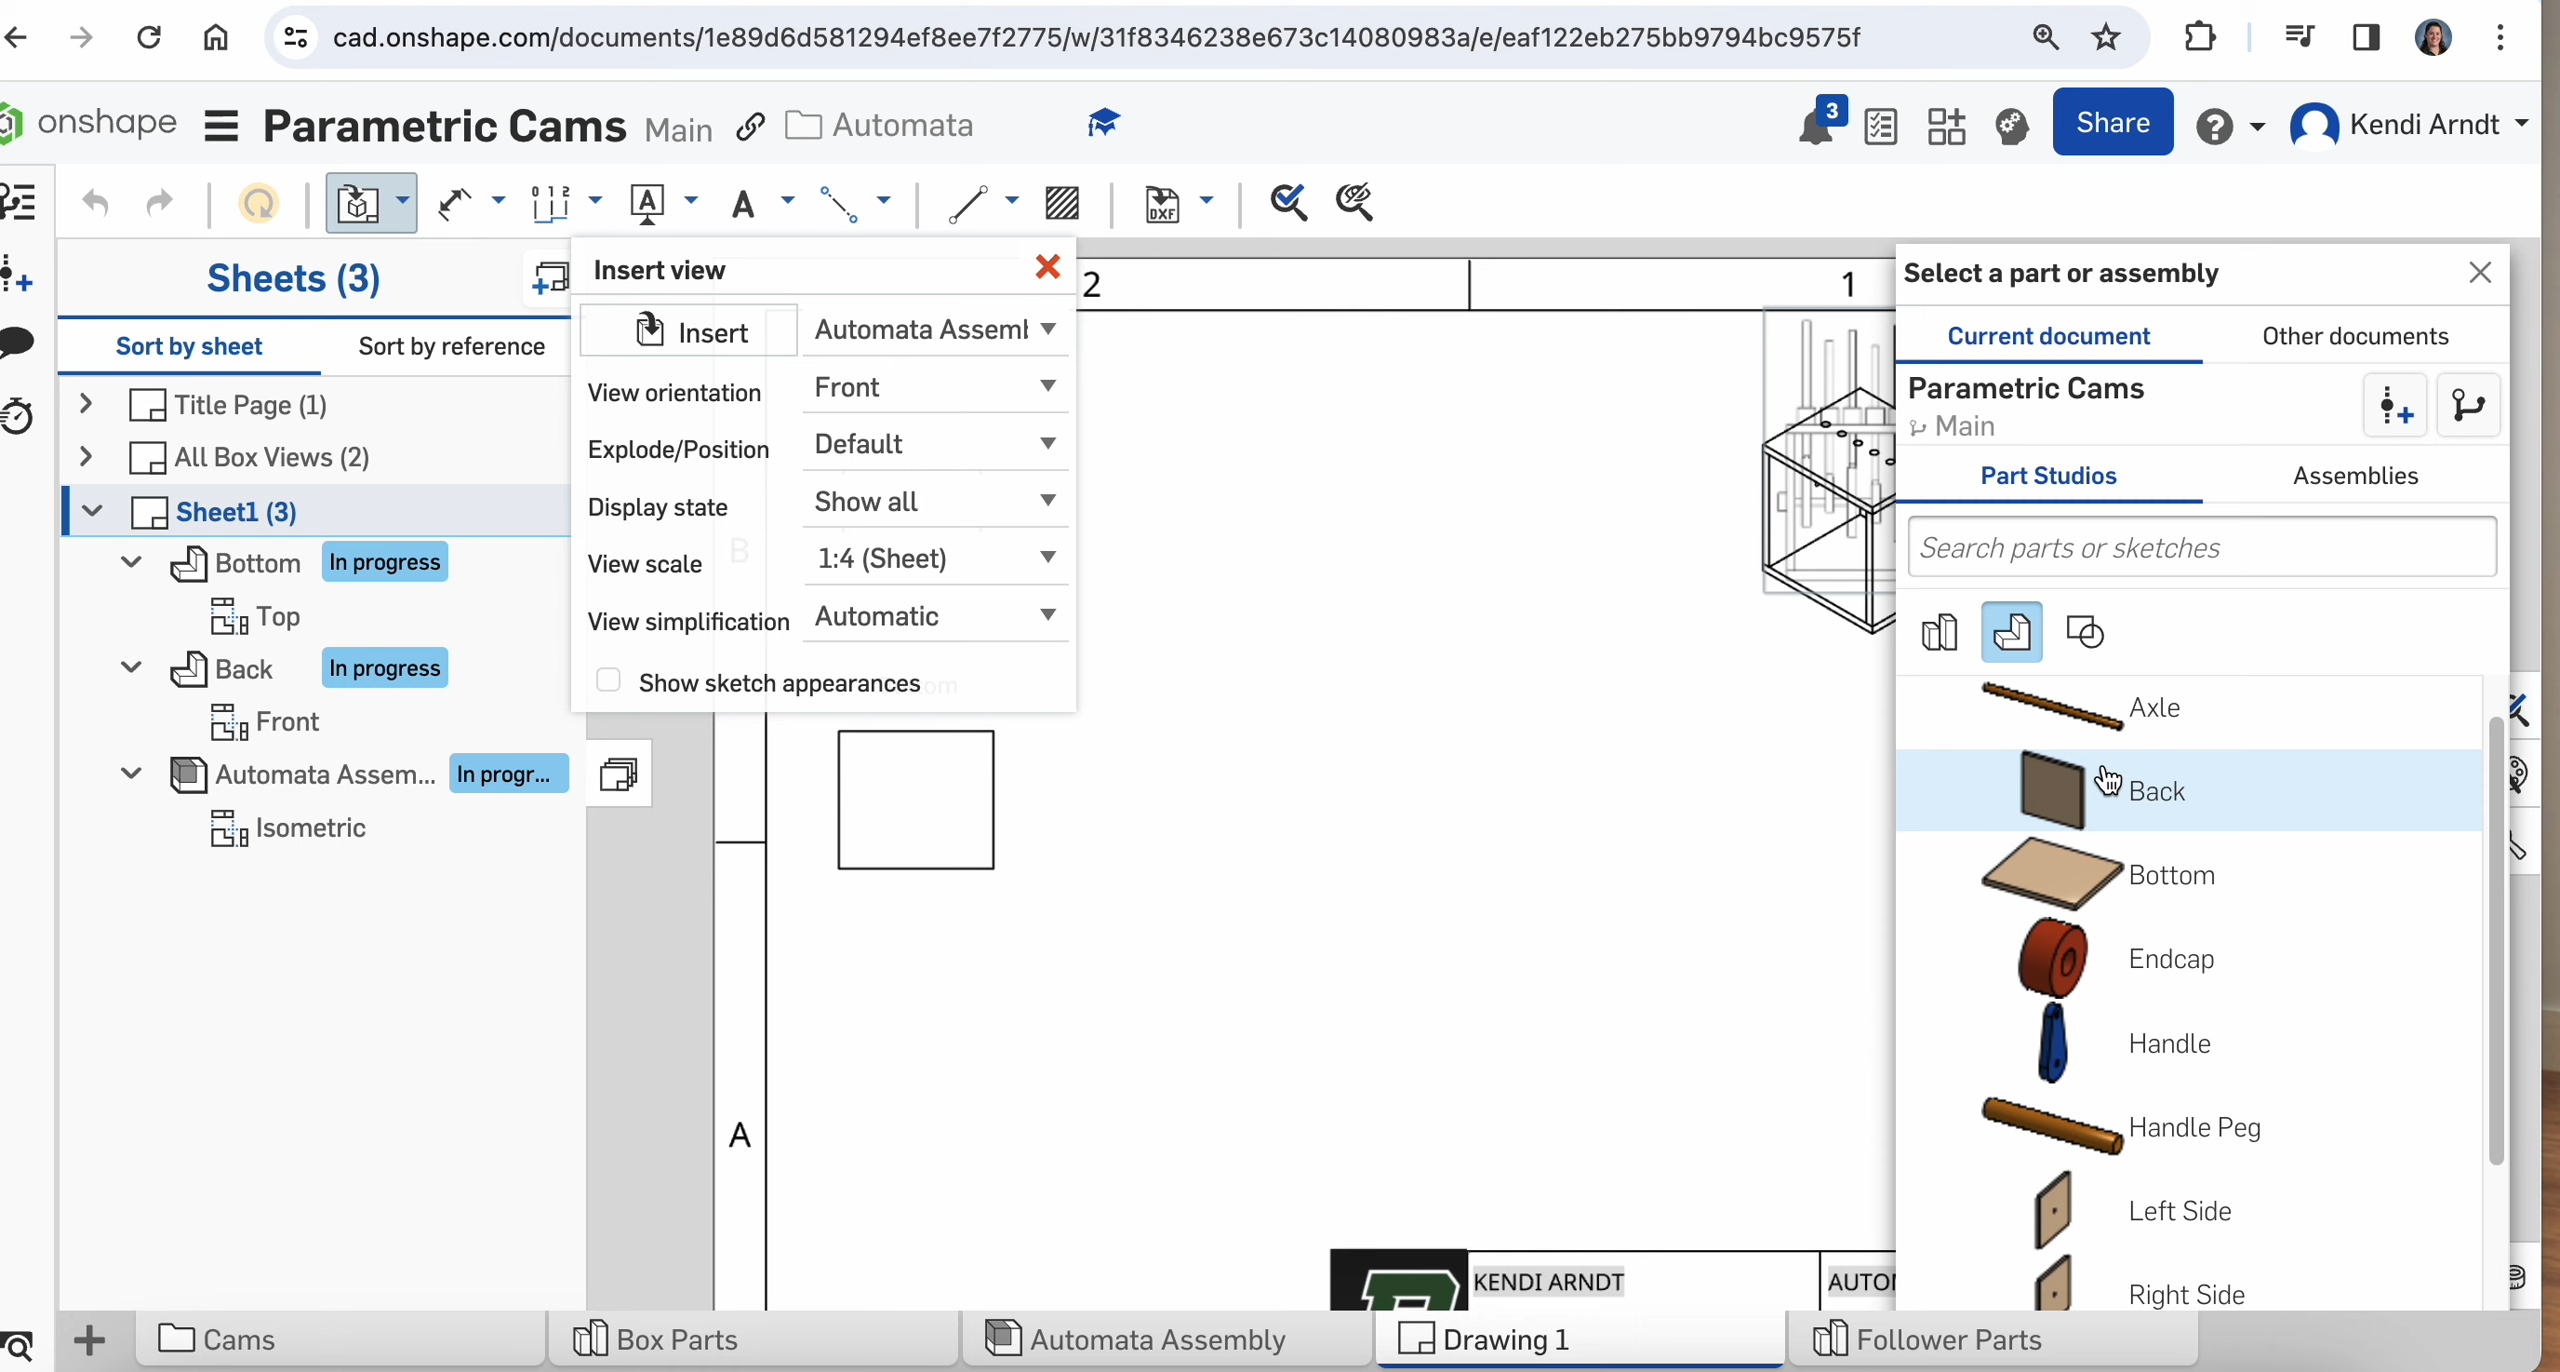 cad.onshape.com/documents/1e89d6d581294ef8ee7f2775/w/31f8346238e673c14080983a/e/eaf122eb275bb9794bc9575f
onshape Parametric Cams Main Automata 3 Share Kendi Arndt
0 1 2 A A DXF
Sheets (3)
Sort by sheet Sort by reference
Title Page (1)
All Box Views (2)
Sheet1 (3)
Bottom In progress
Top
Back In progress
Front
Automata Assem... In progr...
Isometric
Insert view
Insert Automata Assemb
View orientation Front
Explode/Position Default
Display state Show all
View scale 1:4 (Sheet)
View simplification Automatic
Show sketch appearances
2 1
B
A
KENDI ARNDT
Select a part or assembly
Current document Other documents
Parametric Cams
Main
Part Studios Assemblies
Search parts or sketches
Axle
Back
Bottom
Endcap
Handle
Handle Peg
Left Side
Right Side
Cams Box Parts Automata Assembly Drawing 1 Follower Parts